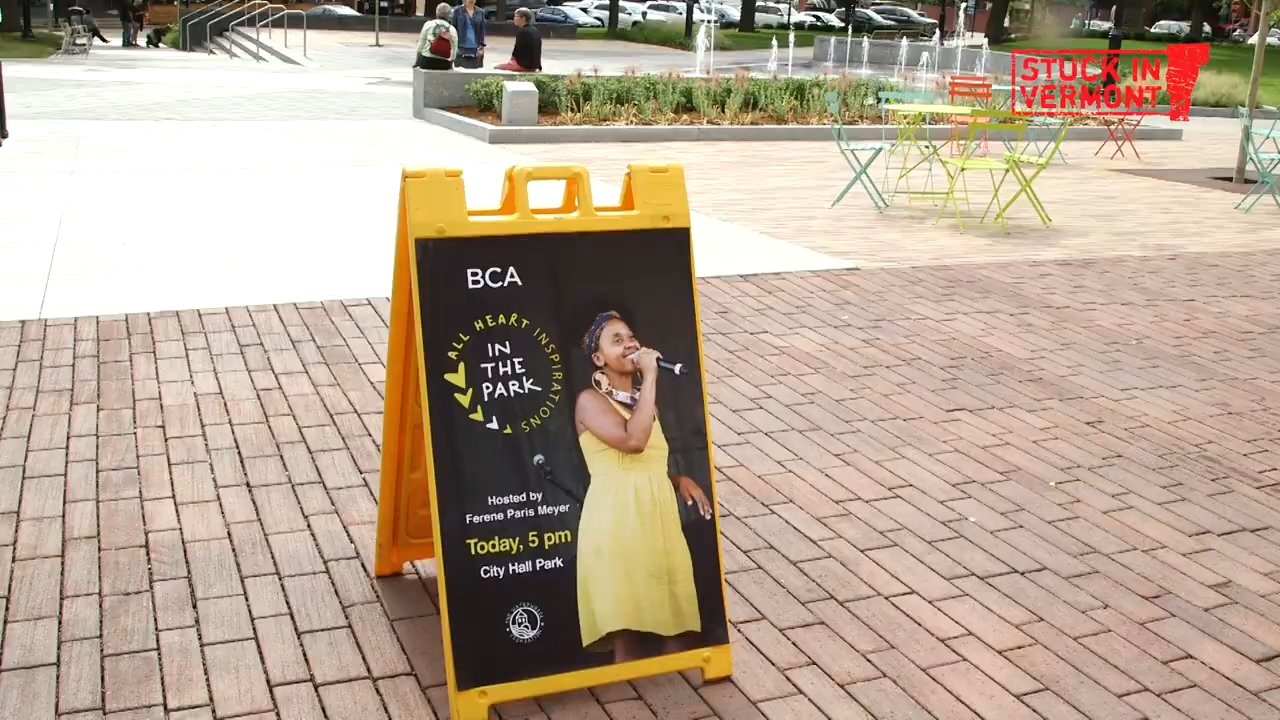 STUCK IN
VERMONT
BCA
ALL HEART INSPIRATIONS
IN
THE
PARK
Hosted by
Ferene Paris Meyer
Today, 5 pm
City Hall Park